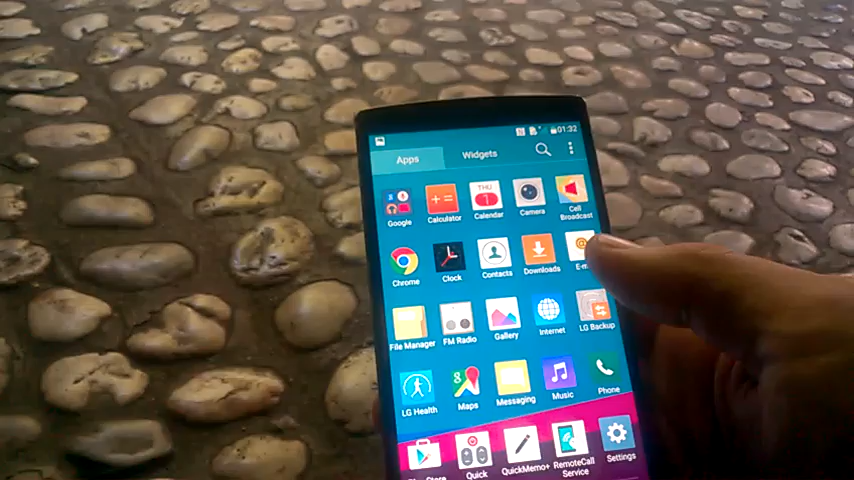 01:32
Apps Widgets
Google Calculator Calendar Camera Cell Broadcast
THU
1
Chrome Clock Contacts Downloads
File Manager FM Radio Gallery Internet LG Backup
LG Health Maps Messaging Music Phone
Quick QuickMemo+ RemoteCall Service Settings